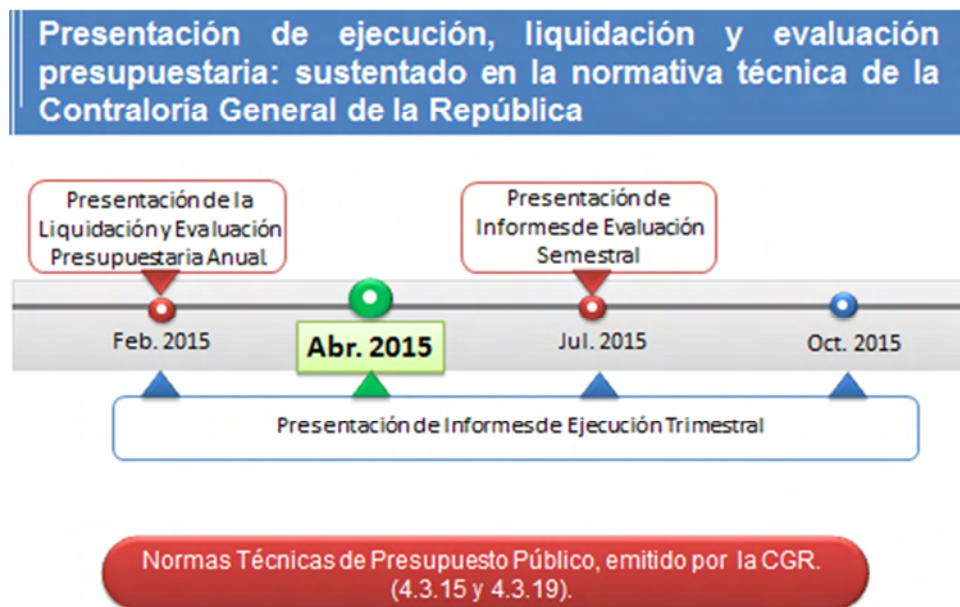 Presentación de ejecución, liquidación y evaluación
presupuestaria: sustentado en la normativa técnica de la
Contraloría General de la República
Presentación de la
Liquidación y Evaluación
Presupuestaria Anual
Presentación de
Informes de Evaluación
Semestral
Feb. 2015
Abr. 2015
Jul. 2015
Oct. 2015
Presentación de Informes de Ejecución Trimestral
Normas Técnicas de Presupuesto Público, emitido por la CGR.
(4.3.15 y 4.3.19).